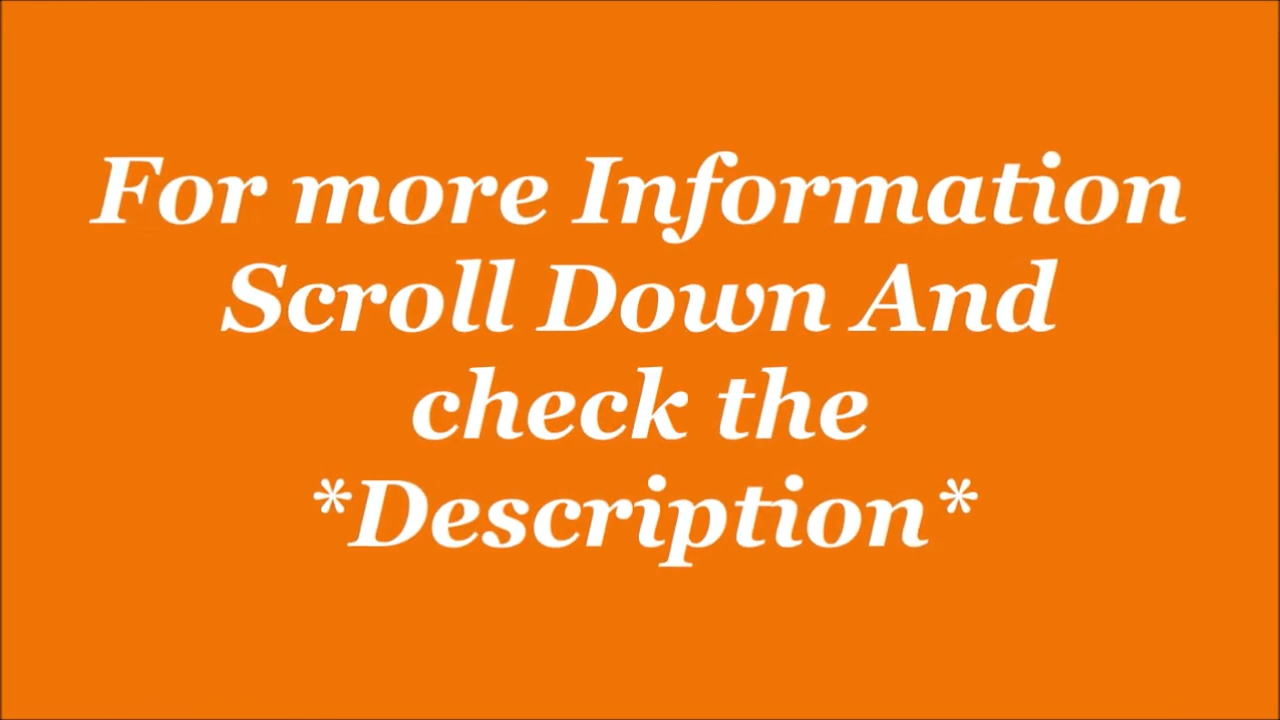 For more Information
Scroll Down And
check the
*Description*